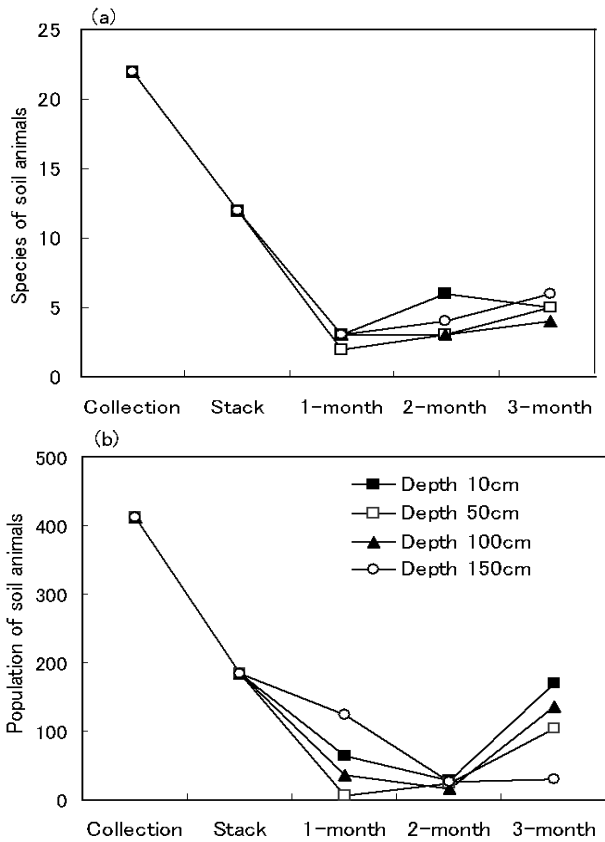 (a)
Species of soil animals
25
20
15
10
5
0
Collection Stack 1-month 2-month 3-month
(b)
Population of soil animals
500
400
300
200
100
0
Depth 10cm
Depth 50cm
Depth 100cm
Depth 150cm
Collection Stack 1-month 2-month 3-month